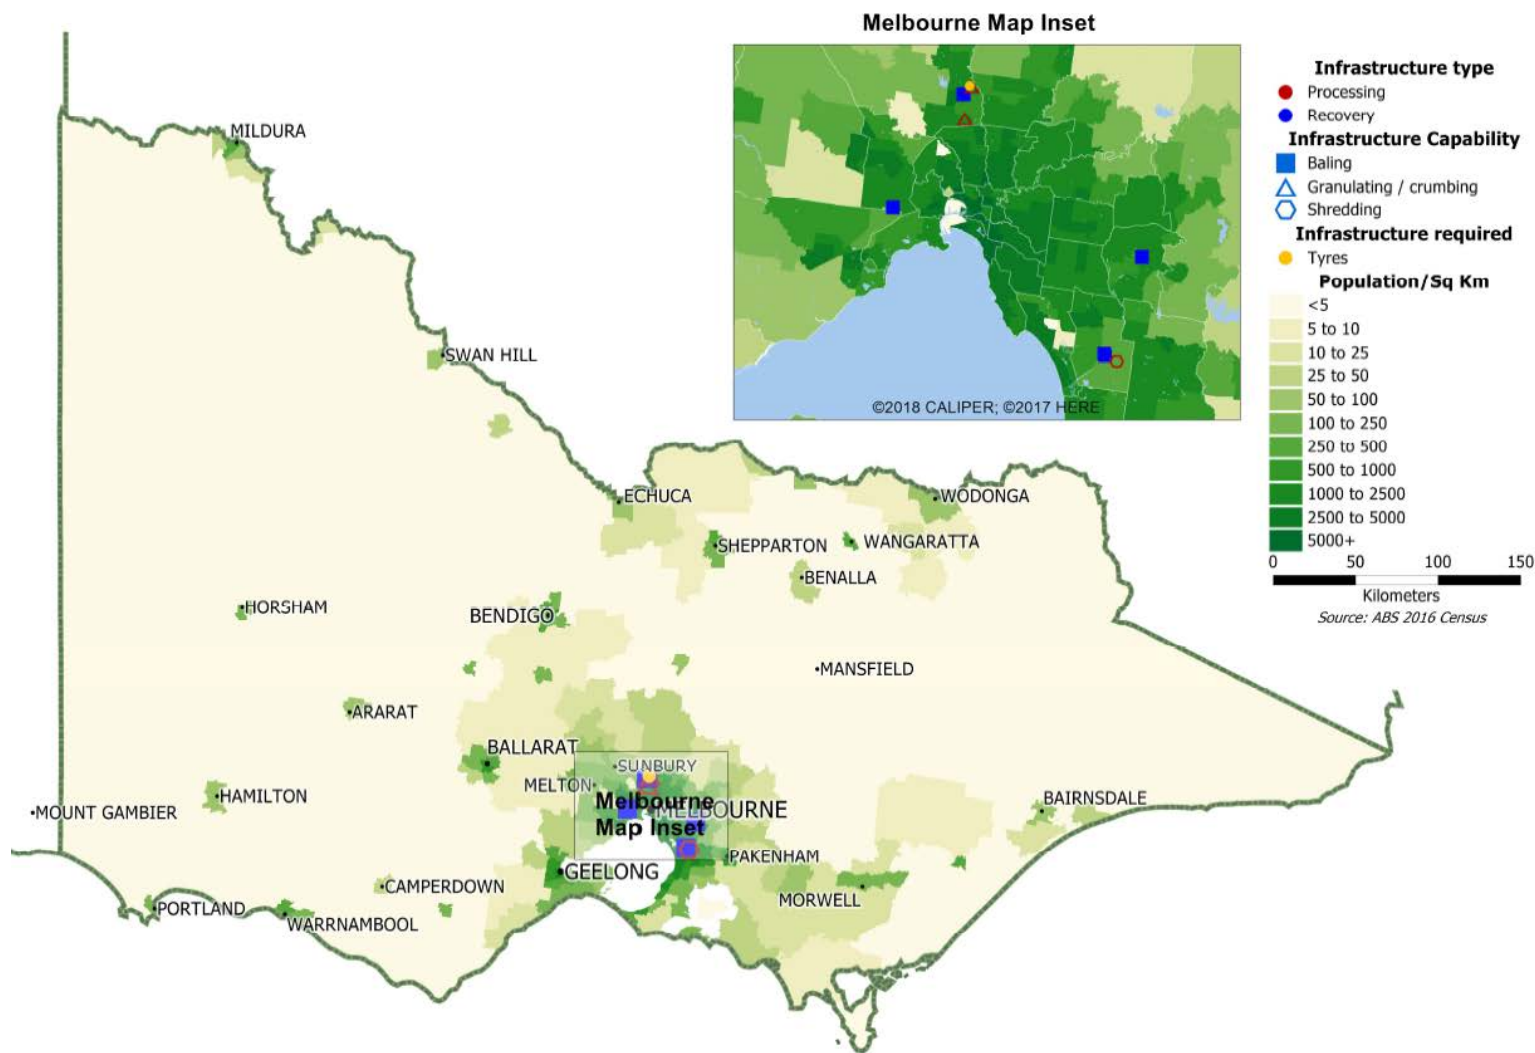 Melbourne Map Inset
©2018 CALIPER; ©2017 HERE
Infrastructure type
Processing
Recovery
Infrastructure Capability
Baling
Granulating / crumbing
Shredding
Infrastructure required
Tyres
Population/Sq Km
<5
5 to 10
10 to 25
25 to 50
50 to 100
100 to 250
250 to 500
500 to 1000
1000 to 2500
2500 to 5000
5000+
0 50 100 150
Kilometers
Source: ABS 2016 Census
MILDURA
SWAN HILL
ECHUCA
WODONGA
SHEPPARTON
WANGARATTA
BENALLA
HORSHAM
BENDIGO
MANSFIELD
ARARAT
BALLARAT
SUNBURY
MELTON
HAMILTON
MOUNT GAMBIER
Melbourne
Map Inset
MELBOURNE
BAIRNSDALE
PAKENHAM
GEELONG
CAMPERDOWN
MORWELL
PORTLAND
WARRNAMBOOL